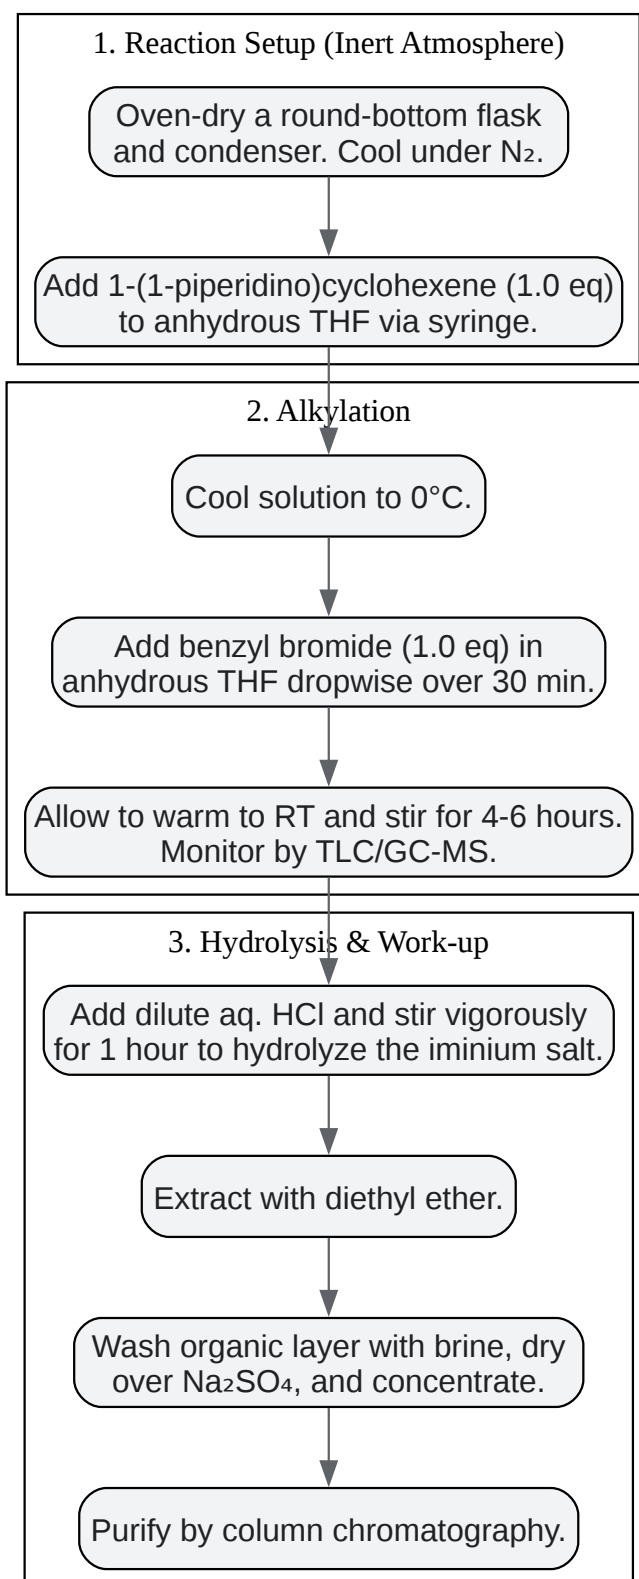 1. Reaction Setup (Inert Atmosphere)
Oven-dry a round-bottom flask
and condenser. Cool under N₂.
Add 1-(1-piperidino)cyclohexene (1.0 eq)
to anhydrous THF via syringe.
2. Alkylation
Cool solution to 0°C.
Add benzyl bromide (1.0 eq) in
anhydrous THF dropwise over 30 min.
Allow to warm to RT and stir for 4-6 hours.
Monitor by TLC/GC-MS.
3. Hydrolysis & Work-up
Add dilute aq. HCl and stir vigorously
for 1 hour to hydrolyze the iminium salt.
Extract with diethyl ether.
Wash organic layer with brine, dry
over Na₂SO₄, and concentrate.
Purify by column chromatography.